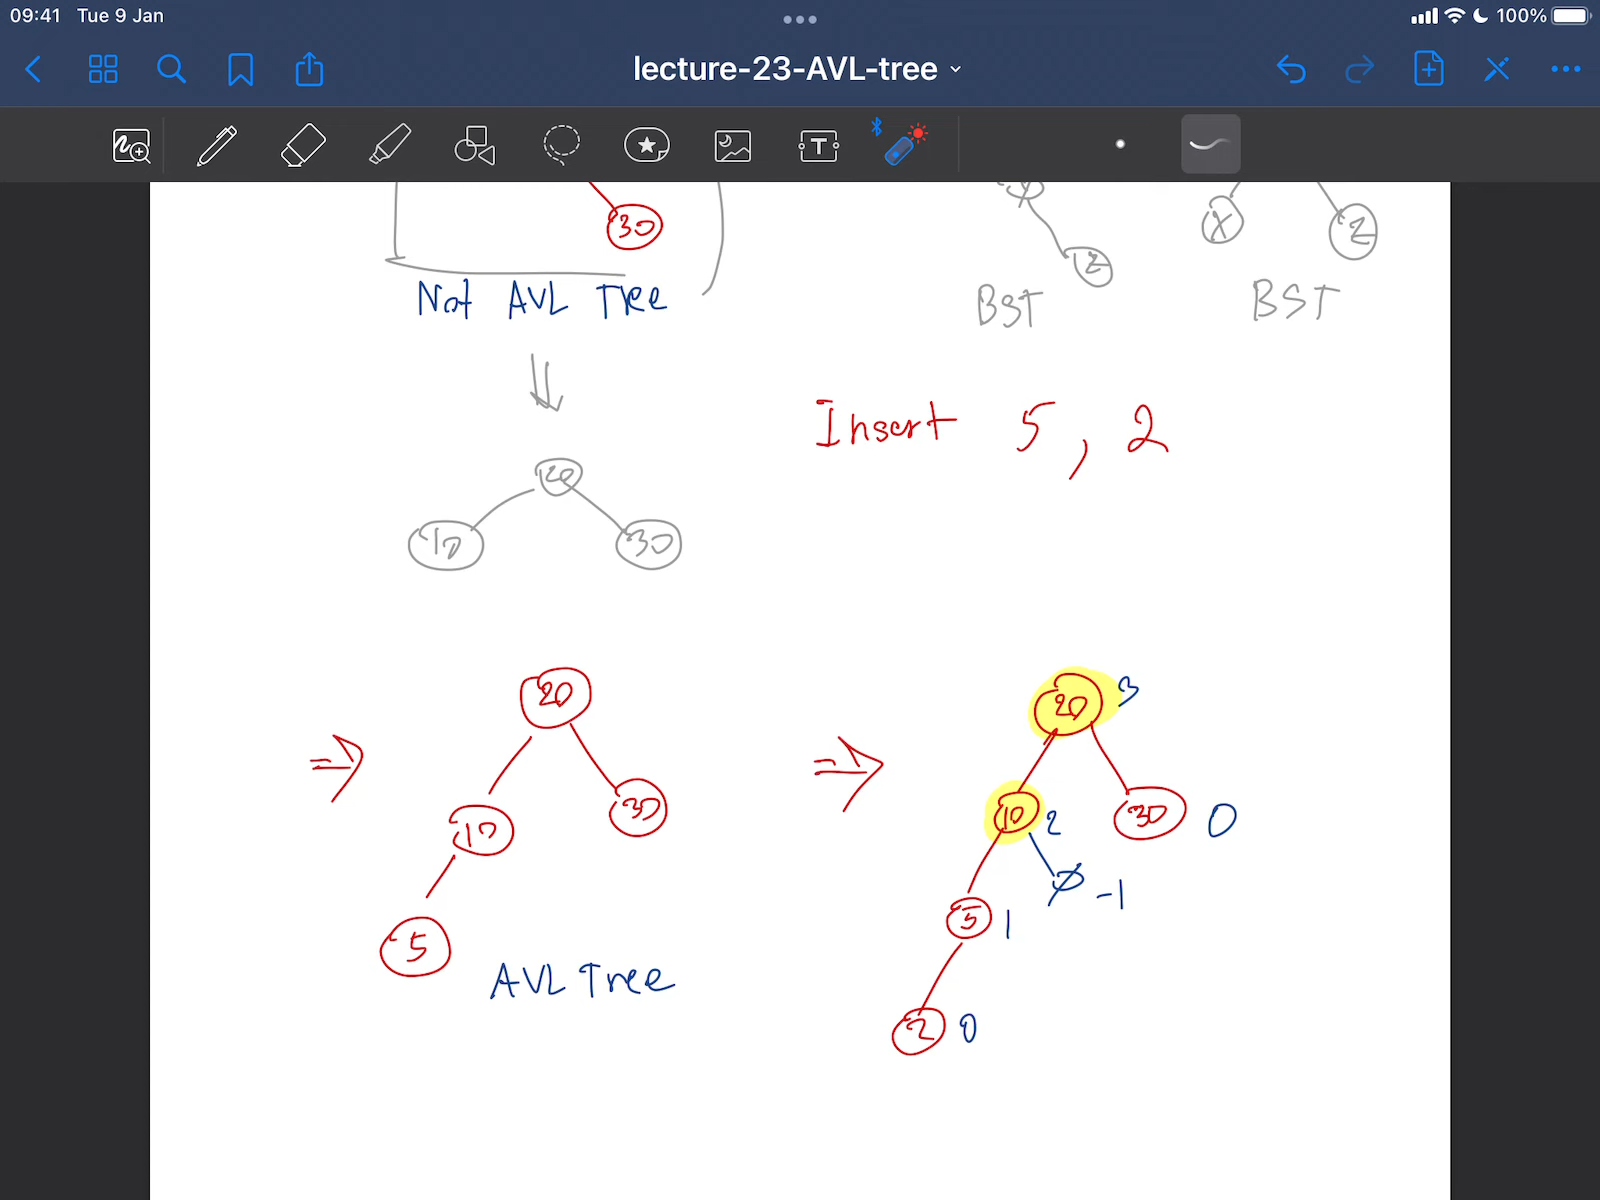 09:41 Tue 9 Jan
100%
lecture-23-AVL-tree
T
30
Y
Z
X
Z
Not AVL Tree
BST
BST
Insert 5, 2
20
10
30
⇒
20
10
30
5
AVL Tree
⇒
20 3
10 2
30 0
5 1
∅ -1
2 0